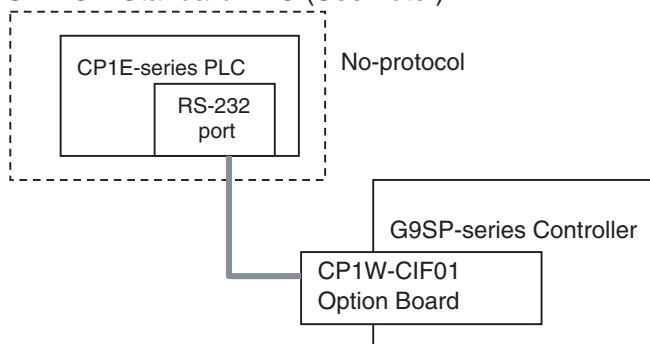 CP1E-series PLC
No-protocol
RS-232
port
G9SP-series Controller
CP1W-CIF01
Option Board